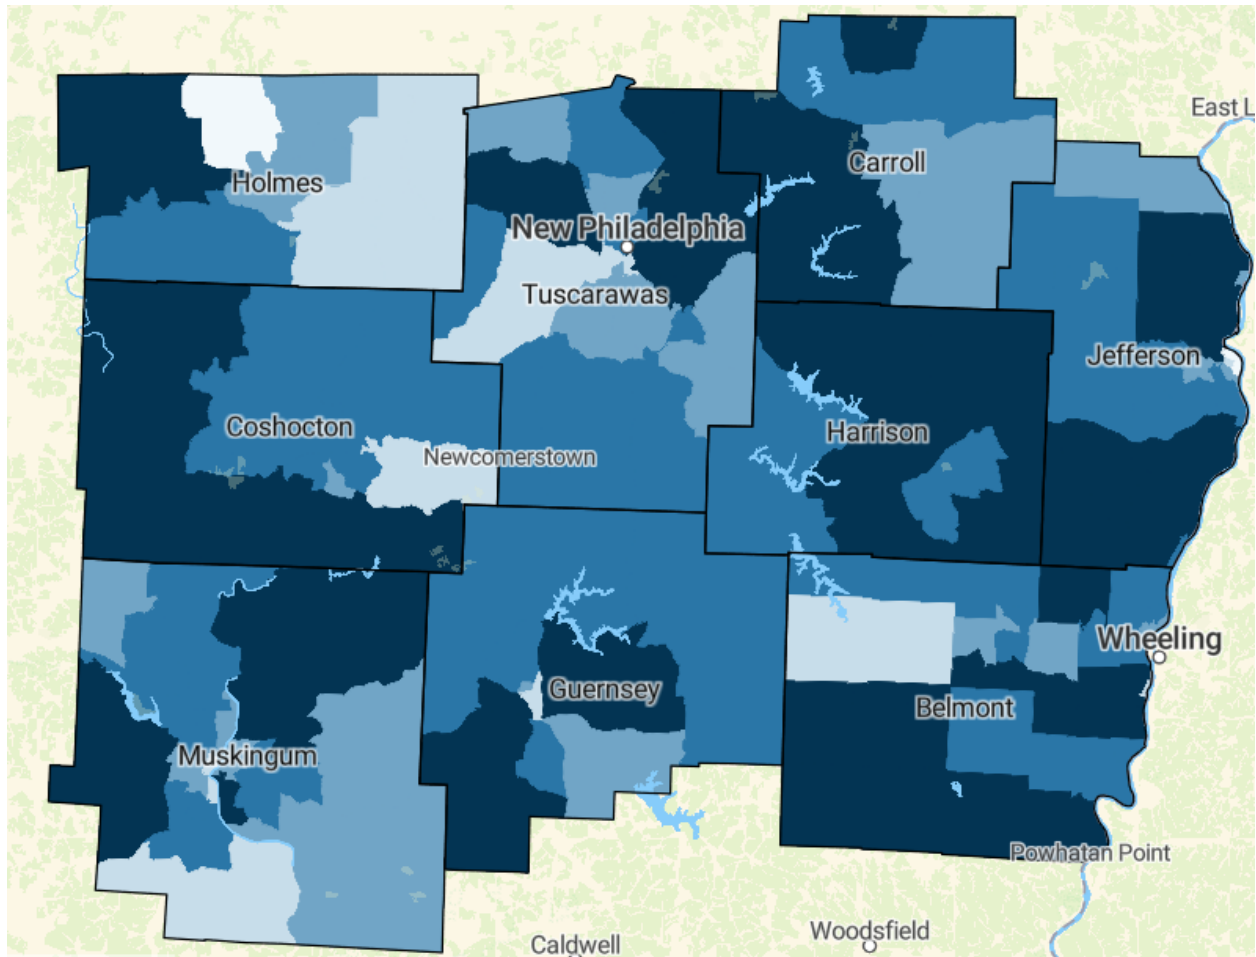 East L
Carroll
Holmes
New Philadelphia
Tuscarawas
Jefferson
Coshocton
Harrison
Newcomerstown
Wheeling
Guernsey
Belmont
Muskingum
Powhatan Point
Woodsfield
Caldwell